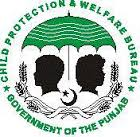 CHILD PROTECTION & WELFARE BUREAU
GOVERNMENT OF THE PUNJAB